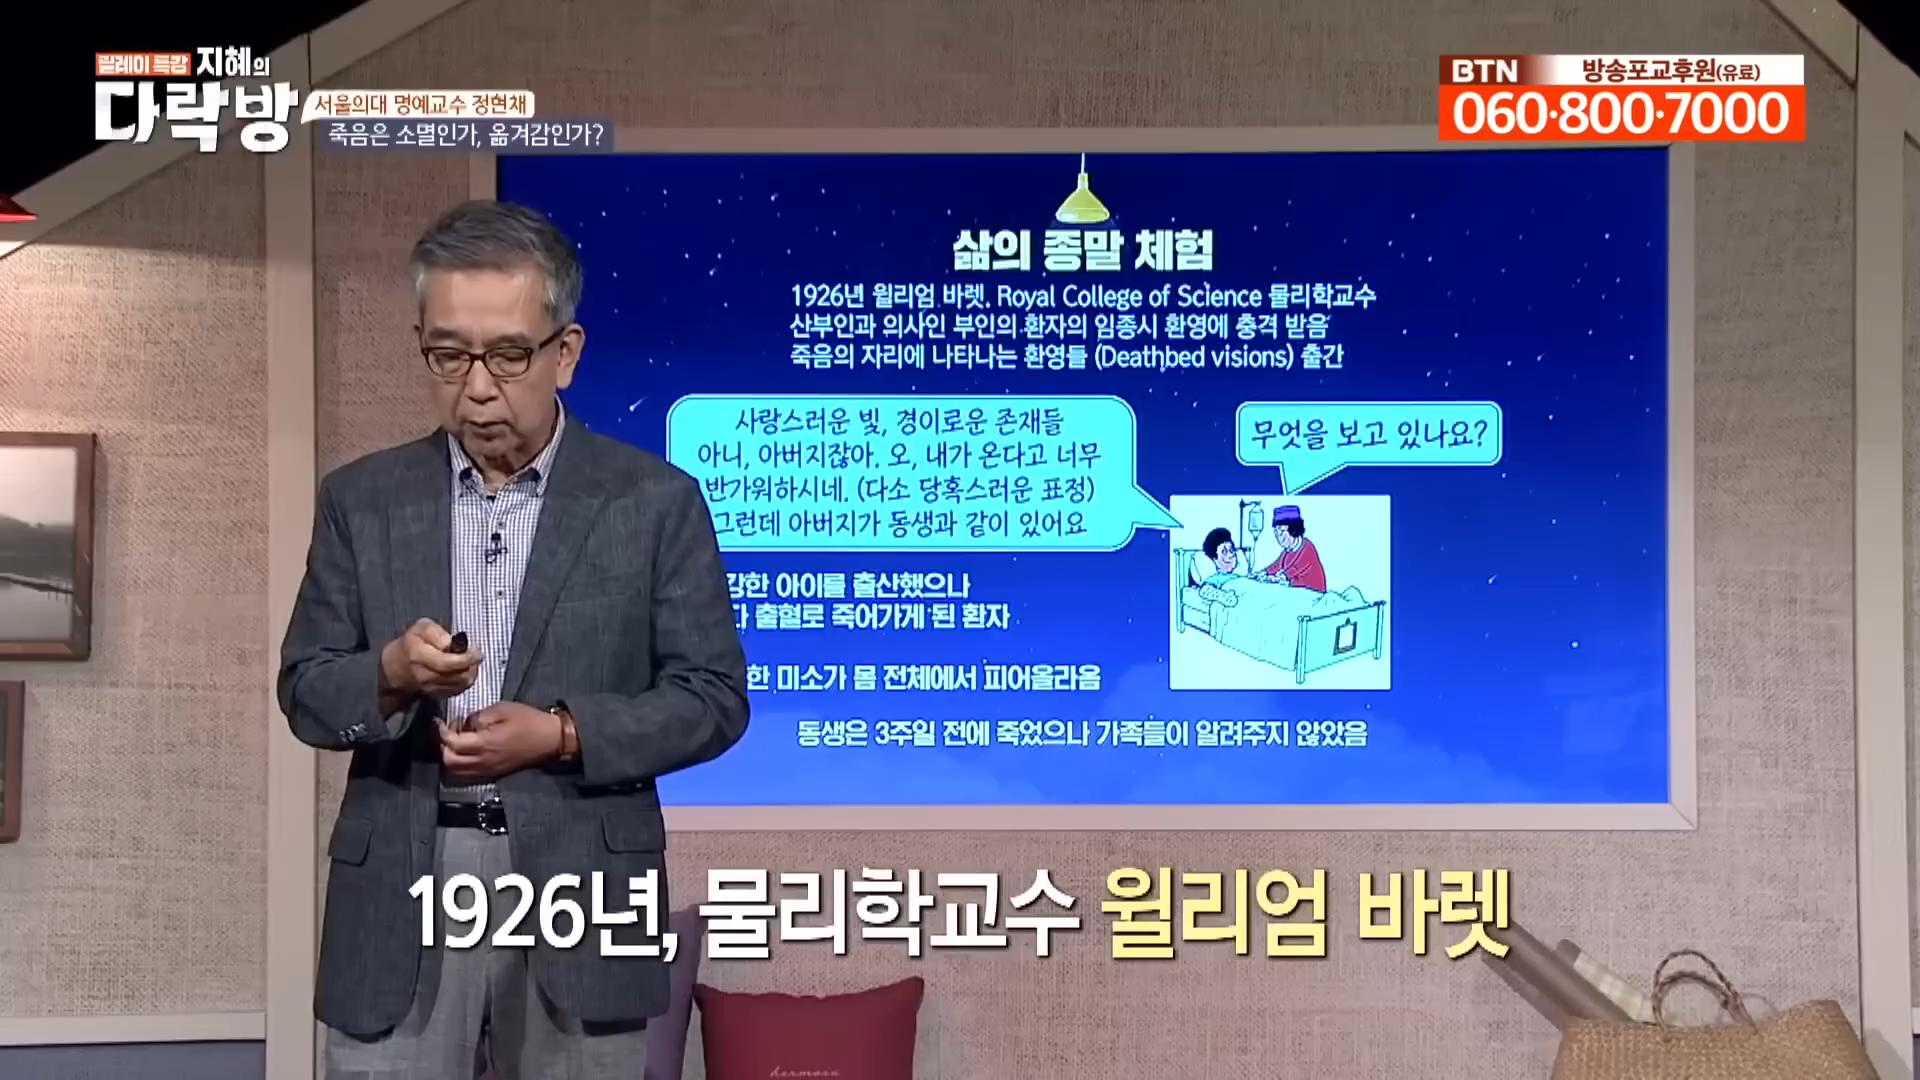 릴레이 특강 지혜의
다락방
서울의대 명예교수 정현채
죽음은 소멸인가, 옮겨감인가?
BTN 방송포교후원(유료)
060·800·7000
삶의 종말 체험
1926년 윌리엄 바렛. Royal College of Science 물리학교수
산부인과 의사인 부인의 환자의 임종시 환영에 충격 받음
죽음의 자리에 나타나는 환영들 (Deathbed visions) 출간
사랑스러운 빛, 경이로운 존재들
아니, 아버지잖아. 오, 내가 온다고 너무
반가워하시네. (다소 당혹스러운 표정)
그런데 아버지가 동생과 같이 있어요
무엇을 보고 있나요?
강한 아이를 출산했으나
다 출혈로 죽어가게 된 환자
한 미소가 몸 전체에서 피어올라옴
동생은 3주일 전에 죽었으나 가족들이 알려주지 않았음
1926년, 물리학교수 윌리엄 바렛
hermosa